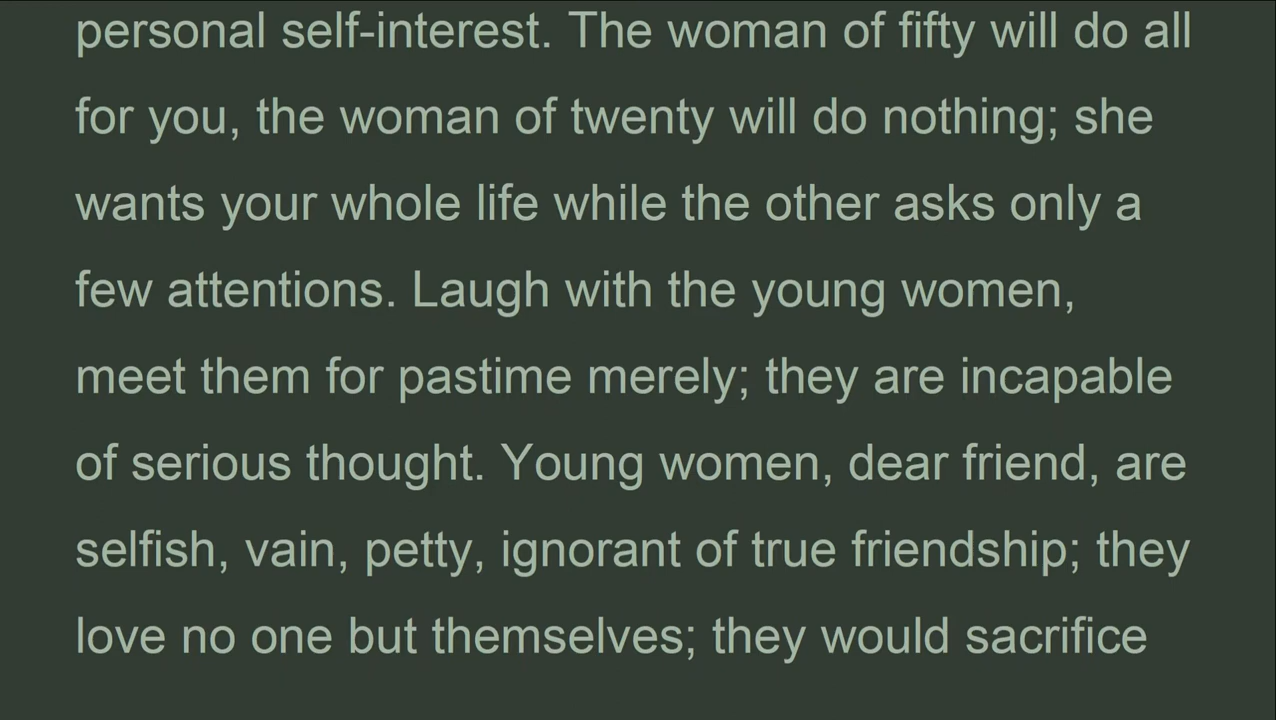 personal self-interest. The woman of fifty will do all
for you, the woman of twenty will do nothing; she
wants your whole life while the other asks only a
few attentions. Laugh with the young women,
meet them for pastime merely; they are incapable
of serious thought. Young women, dear friend, are
selfish, vain, petty, ignorant of true friendship; they
love no one but themselves; they would sacrifice